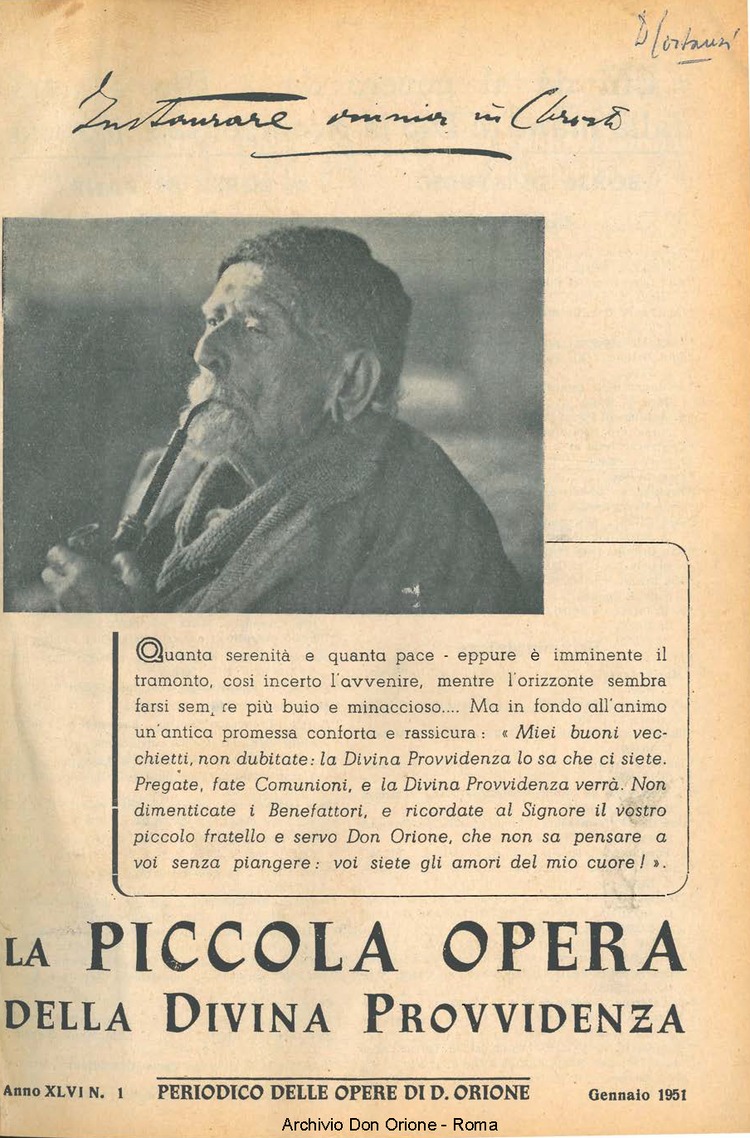 D Cortausi
Instaurare omnia in Christo
Quanta serenità e quanta pace - eppure è imminente il
tramonto, cosi incerto l'avvenire, mentre l'orizzonte sembra
farsi sem re più buio e minaccioso.... Ma in fondo all'animo
un'antica promessa conforta e rassicura : « Miei buoni vec-
chietti, non dubitate: la Divina Provvidenza lo sa che ci siete.
Pregate, fate Comunioni, e la Divina Provvidenza verrà. Non
dimenticate i Benefattori, e ricordate al Signore il vostro
piccolo fratello e servo Don Orione, che non sa pensare a
voi senza piangere : voi siete gli amori del mio cuore ! ».
LA PICCOLA OPERA
DELLA DIVINA PROVVIDENZA
Anno XLVI N. 1 PERIODICO DELLE OPERE DI D. ORIONE Gennaio 1951
Archivio Don Orione - Roma